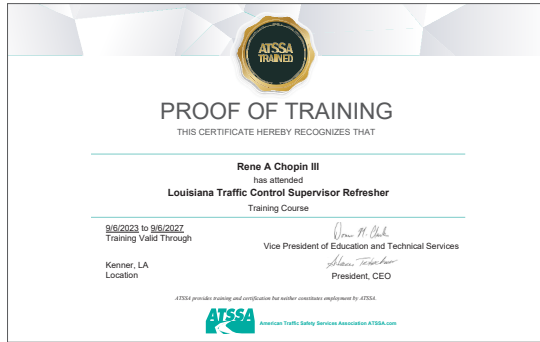 ATSSA
TRAINED
PROOF OF TRAINING
THIS CERTIFICATE HEREBY RECOGNIZES THAT
Rene A Chopin III
has attended
Louisiana Traffic Control Supervisor Refresher
Training Course
9/6/2023 to 9/6/2027
Training Valid Through
Vice President of Education and Technical Services
Kenner, LA
Location
President, CEO
ATSSA provides training and certification but neither constitutes employment by ATSSA
ATSSA
American Traffic Safety Services Association ATSSA.com